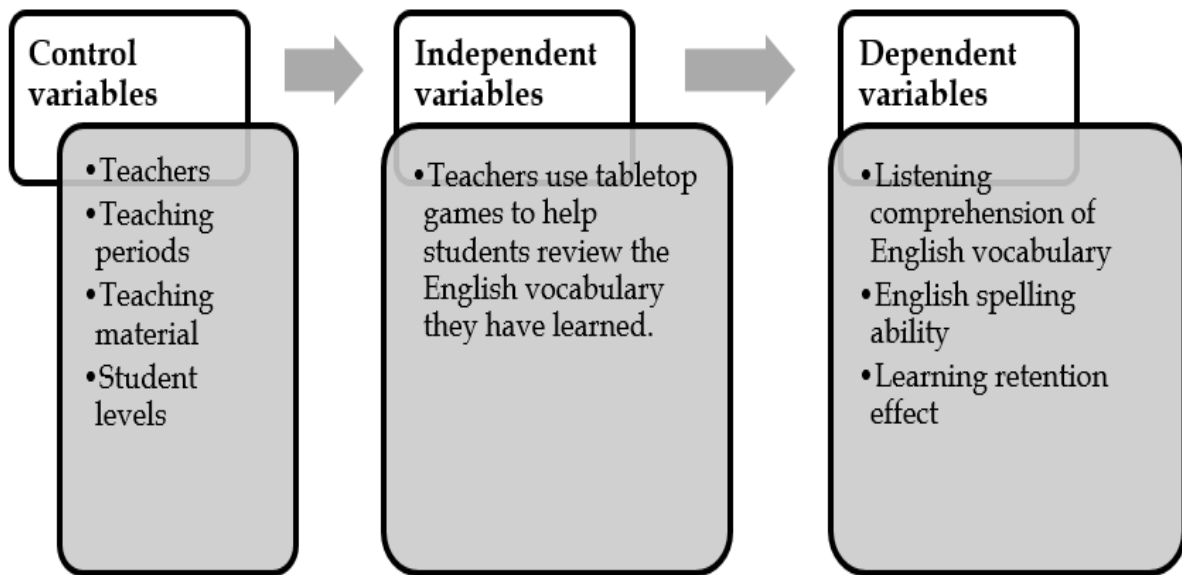 Control
variables
•Teachers
•Teaching
periods
•Teaching
material
•Student
levels
Independent
variables
•Teachers use tabletop
games to help
students review the
English vocabulary
they have learned.
Dependent
variables
•Listening
comprehension of
English vocabulary
•English spelling
ability
•Learning retention
effect